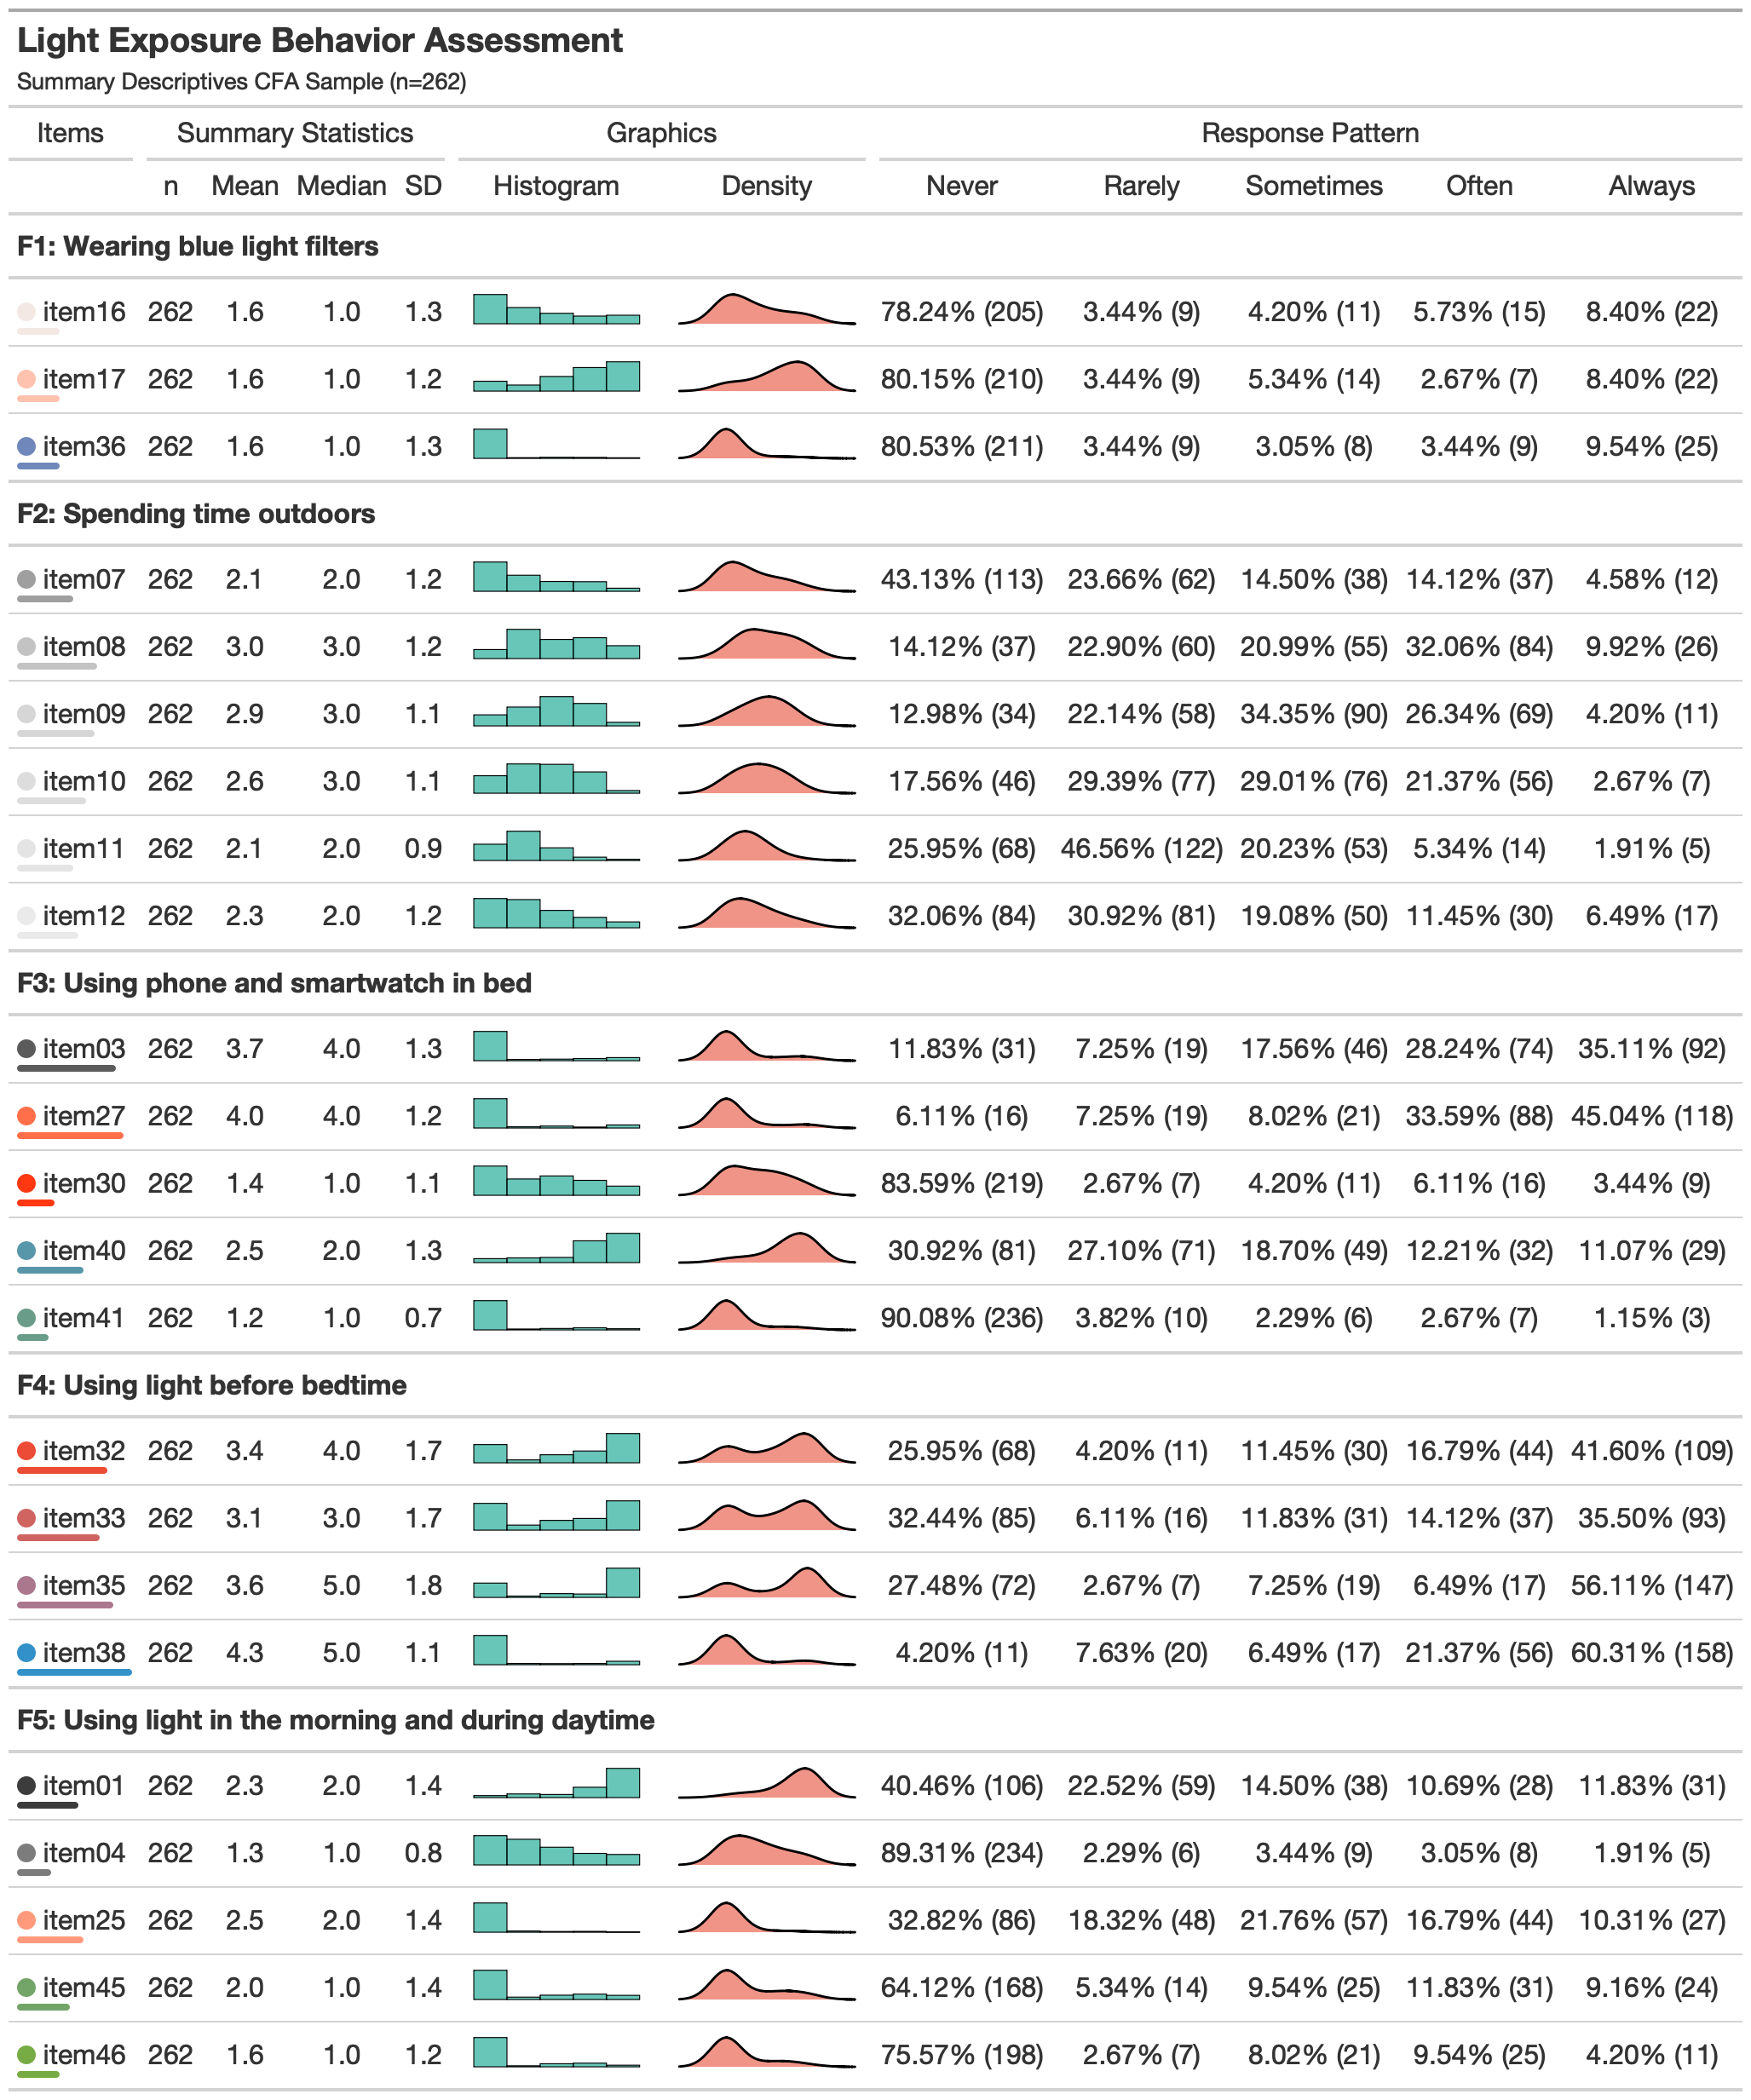 Light Exposure Behavior Assessment
Summary Descriptives CFA Sample (n=262)
Items Summary Statistics Graphics Response Pattern
n Mean Median SD Histogram Density Never Rarely Sometimes Often Always
F1: Wearing blue light filters
item16 262 1.6 1.0 1.3 78.24% (205) 3.44% (9) 4.20% (11) 5.73% (15) 8.40% (22)
item17 262 1.6 1.0 1.2 80.15% (210) 3.44% (9) 5.34% (14) 2.67% (7) 8.40% (22)
item36 262 1.6 1.0 1.3 80.53% (211) 3.44% (9) 3.05% (8) 3.44% (9) 9.54% (25)
F2: Spending time outdoors
item07 262 2.1 2.0 1.2 43.13% (113) 23.66% (62) 14.50% (38) 14.12% (37) 4.58% (12)
item08 262 3.0 3.0 1.2 14.12% (37) 22.90% (60) 20.99% (55) 32.06% (84) 9.92% (26)
item09 262 2.9 3.0 1.1 12.98% (34) 22.14% (58) 34.35% (90) 26.34% (69) 4.20% (11)
item10 262 2.6 3.0 1.1 17.56% (46) 29.39% (77) 29.01% (76) 21.37% (56) 2.67% (7)
item11 262 2.1 2.0 0.9 25.95% (68) 46.56% (122) 20.23% (53) 5.34% (14) 1.91% (5)
item12 262 2.3 2.0 1.2 32.06% (84) 30.92% (81) 19.08% (50) 11.45% (30) 6.49% (17)
F3: Using phone and smartwatch in bed
item03 262 3.7 4.0 1.3 11.83% (31) 7.25% (19) 17.56% (46) 28.24% (74) 35.11% (92)
item27 262 4.0 4.0 1.2 6.11% (16) 7.25% (19) 8.02% (21) 33.59% (88) 45.04% (118)
item30 262 1.4 1.0 1.1 83.59% (219) 2.67% (7) 4.20% (11) 6.11% (16) 3.44% (9)
item40 262 2.5 2.0 1.3 30.92% (81) 27.10% (71) 18.70% (49) 12.21% (32) 11.07% (29)
item41 262 1.2 1.0 0.7 90.08% (236) 3.82% (10) 2.29% (6) 2.67% (7) 1.15% (3)
F4: Using light before bedtime
item32 262 3.4 4.0 1.7 25.95% (68) 4.20% (11) 11.45% (30) 16.79% (44) 41.60% (109)
item33 262 3.1 3.0 1.7 32.44% (85) 6.11% (16) 11.83% (31) 14.12% (37) 35.50% (93)
item35 262 3.6 5.0 1.8 27.48% (72) 2.67% (7) 7.25% (19) 6.49% (17) 56.11% (147)
item38 262 4.3 5.0 1.1 4.20% (11) 7.63% (20) 6.49% (17) 21.37% (56) 60.31% (158)
F5: Using light in the morning and during daytime
item01 262 2.3 2.0 1.4 40.46% (106) 22.52% (59) 14.50% (38) 10.69% (28) 11.83% (31)
item04 262 1.3 1.0 0.8 89.31% (234) 2.29% (6) 3.44% (9) 3.05% (8) 1.91% (5)
item25 262 2.5 2.0 1.4 32.82% (86) 18.32% (48) 21.76% (57) 16.79% (44) 10.31% (27)
item45 262 2.0 1.0 1.4 64.12% (168) 5.34% (14) 9.54% (25) 11.83% (31) 9.16% (24)
item46 262 1.6 1.0 1.2 75.57% (198) 2.67% (7) 8.02% (21) 9.54% (25) 4.20% (11)